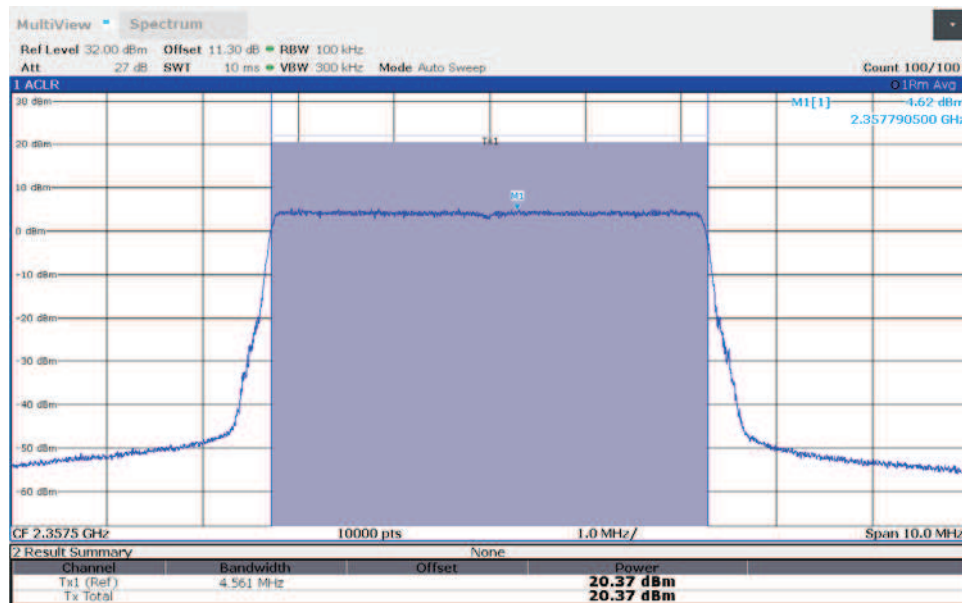 MultiView Spectrum
Ref Level 32.00 dBm Offset 11.30 dB RBW 100 kHz
Att 27 dB SWT 10 ms VBW 300 kHz Mode Auto Sweep Count 100/100
1 ACLR 1Rm Avg
30 dBm
M1[1] 4.62 dBm
2.357790500 GHz
TX1
20 dBm
10 dBm
M1
0 dBm
-10 dBm
-20 dBm
-30 dBm
-40 dBm
-50 dBm
-60 dBm
CF 2.3575 GHz 10000 pts 1.0 MHz/ Span 10.0 MHz
2 Result Summary None
Channel Bandwidth Offset Power
Tx1 (Ref) 4.561 MHz 20.37 dBm
Tx Total 20.37 dBm